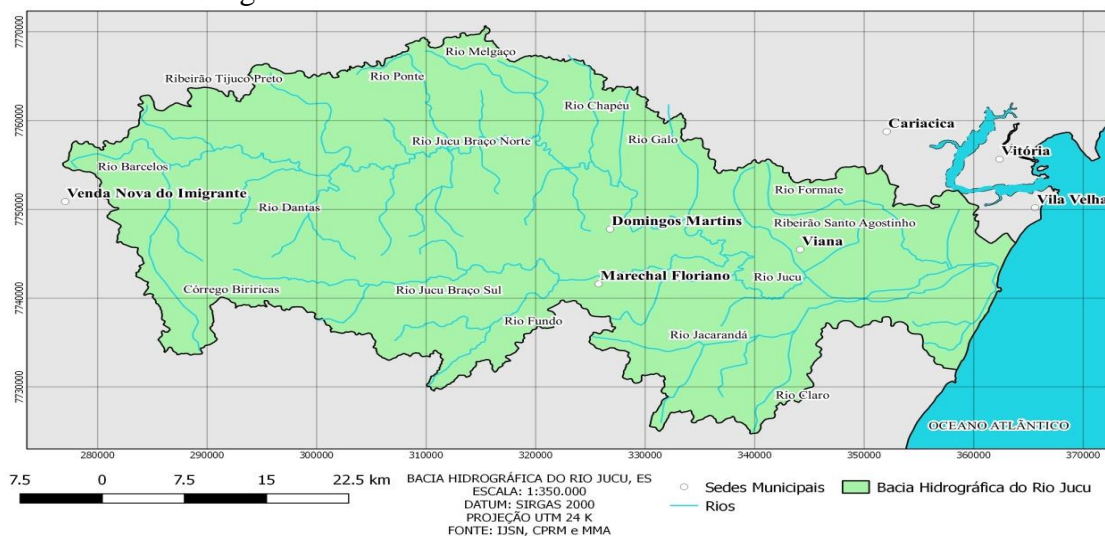 7770000
Rio Melgaço
Ribeirão Tijuco Preto
Rio Ponte
Rio Chapéu
7760000
Cariacica
Rio Jucu Braço Norte
Rio Galo
Vitória
Rio Barcelos
Venda Nova do Imigrante
Rio Formate
Vila Velha
7750000
Rio Dantas
Domingos Martins
Ribeirão Santo Agostinho
Viana
Marechal Floriano
Rio Jucu
Córrego Biriricas
Rio Jucu Braço Sul
7740000
Rio Fundo
Rio Jacarandá
7730000
Rio Claro
OCEANO ATLÂNTICO
280000 290000 300000 310000 320000 330000 340000 350000 360000 370000
7.5 0 7.5 15 22.5 km
BACIA HIDROGRÁFICA DO RIO JUCU, ES
ESCALA: 1:350.000
DATUM: SIRGAS 2000
PROJEÇÃO UTM 24 K
FONTE: IJSN, CPRM e MMA
Sedes Municipais
Bacia Hidrográfica do Rio Jucu
Rios